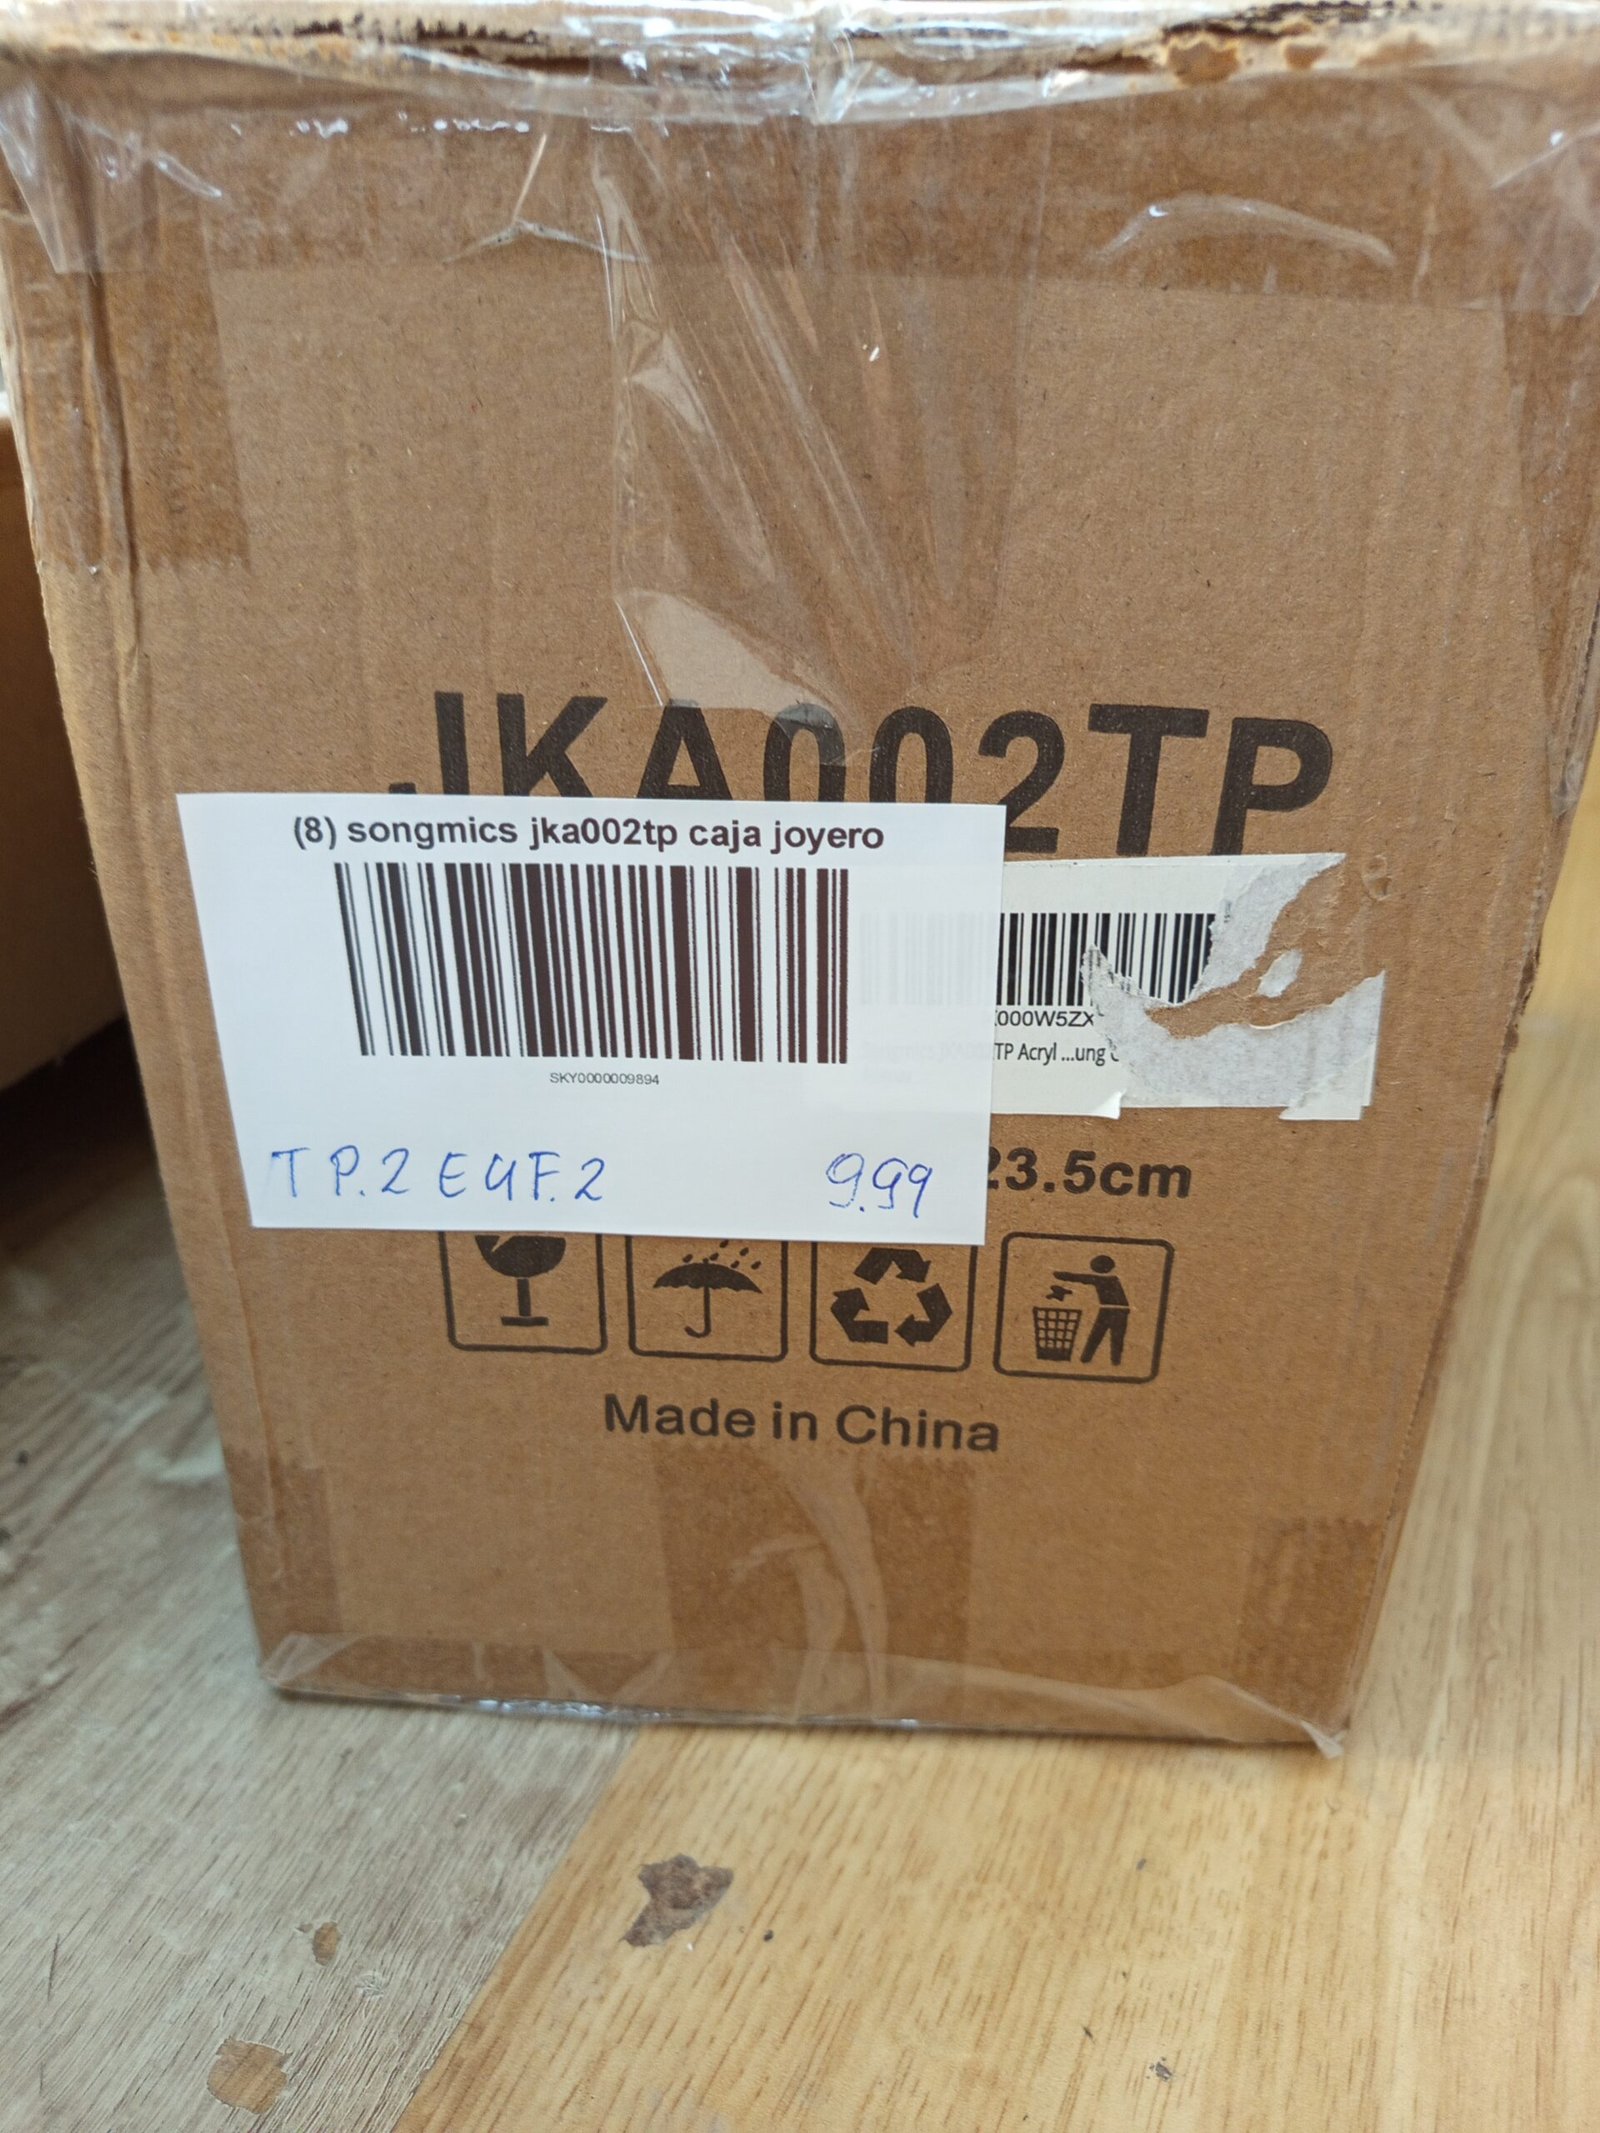 JKA002TP
(8) songmics jka002tp caja joyero
SKY0000009894
000W5ZX
TP Acryl ...ung
T P.2 E4F.2 9.99
23.5cm
Made in China